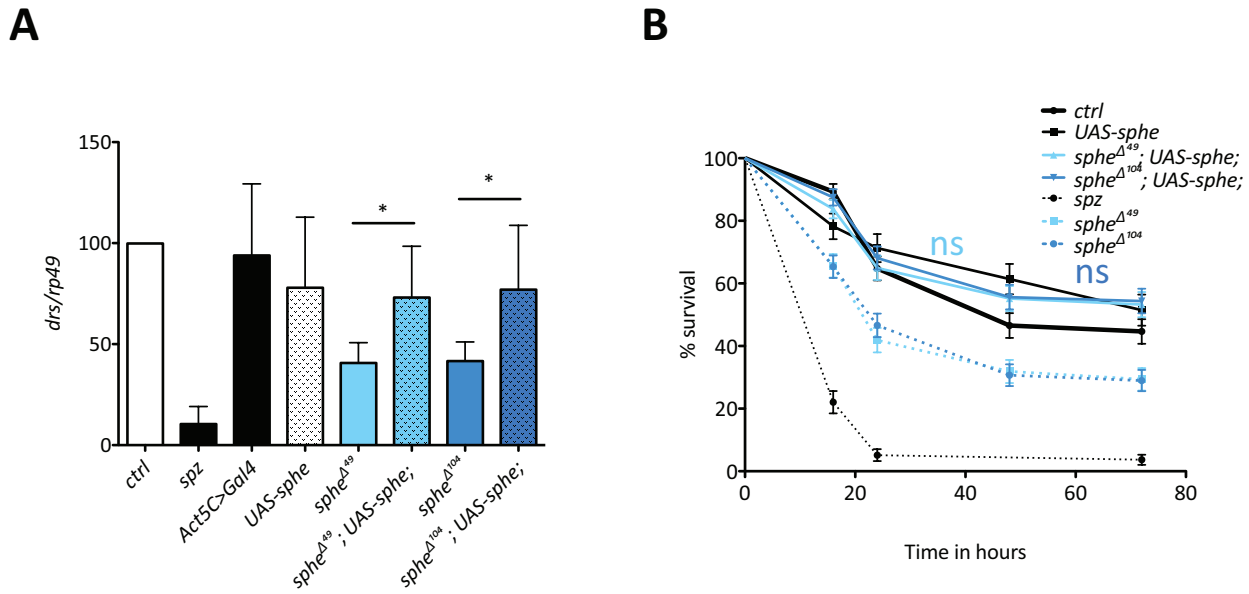 A
B
150
100
50
0
drs/rp49
*
*
ctrl
spz
Act5C>Gal4
UAS-sphe
sphe^Δ49
sphe^Δ49; UAS-sphe;
sphe^Δ104
sphe^Δ104; UAS-sphe;
ctrl
UAS-sphe
sphe^Δ49; UAS-sphe;
sphe^Δ104; UAS-sphe;
spz
sphe^Δ49
sphe^Δ104
100
80
60
40
20
0
% survival
ns
ns
0
20
40
60
80
Time in hours